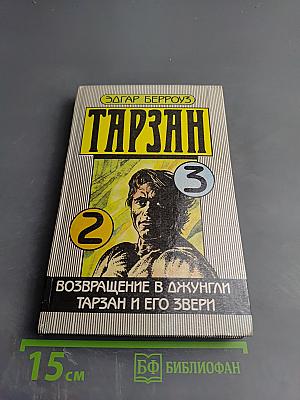 ЭДГАР БЕРРОУЗ
ТАРЗАН
3
2
ВОЗВРАЩЕНИЕ В ДЖУНГЛИ
ТАРЗАН И ЕГО ЗВЕРИ
15 см
БФ БИБЛИОФАН